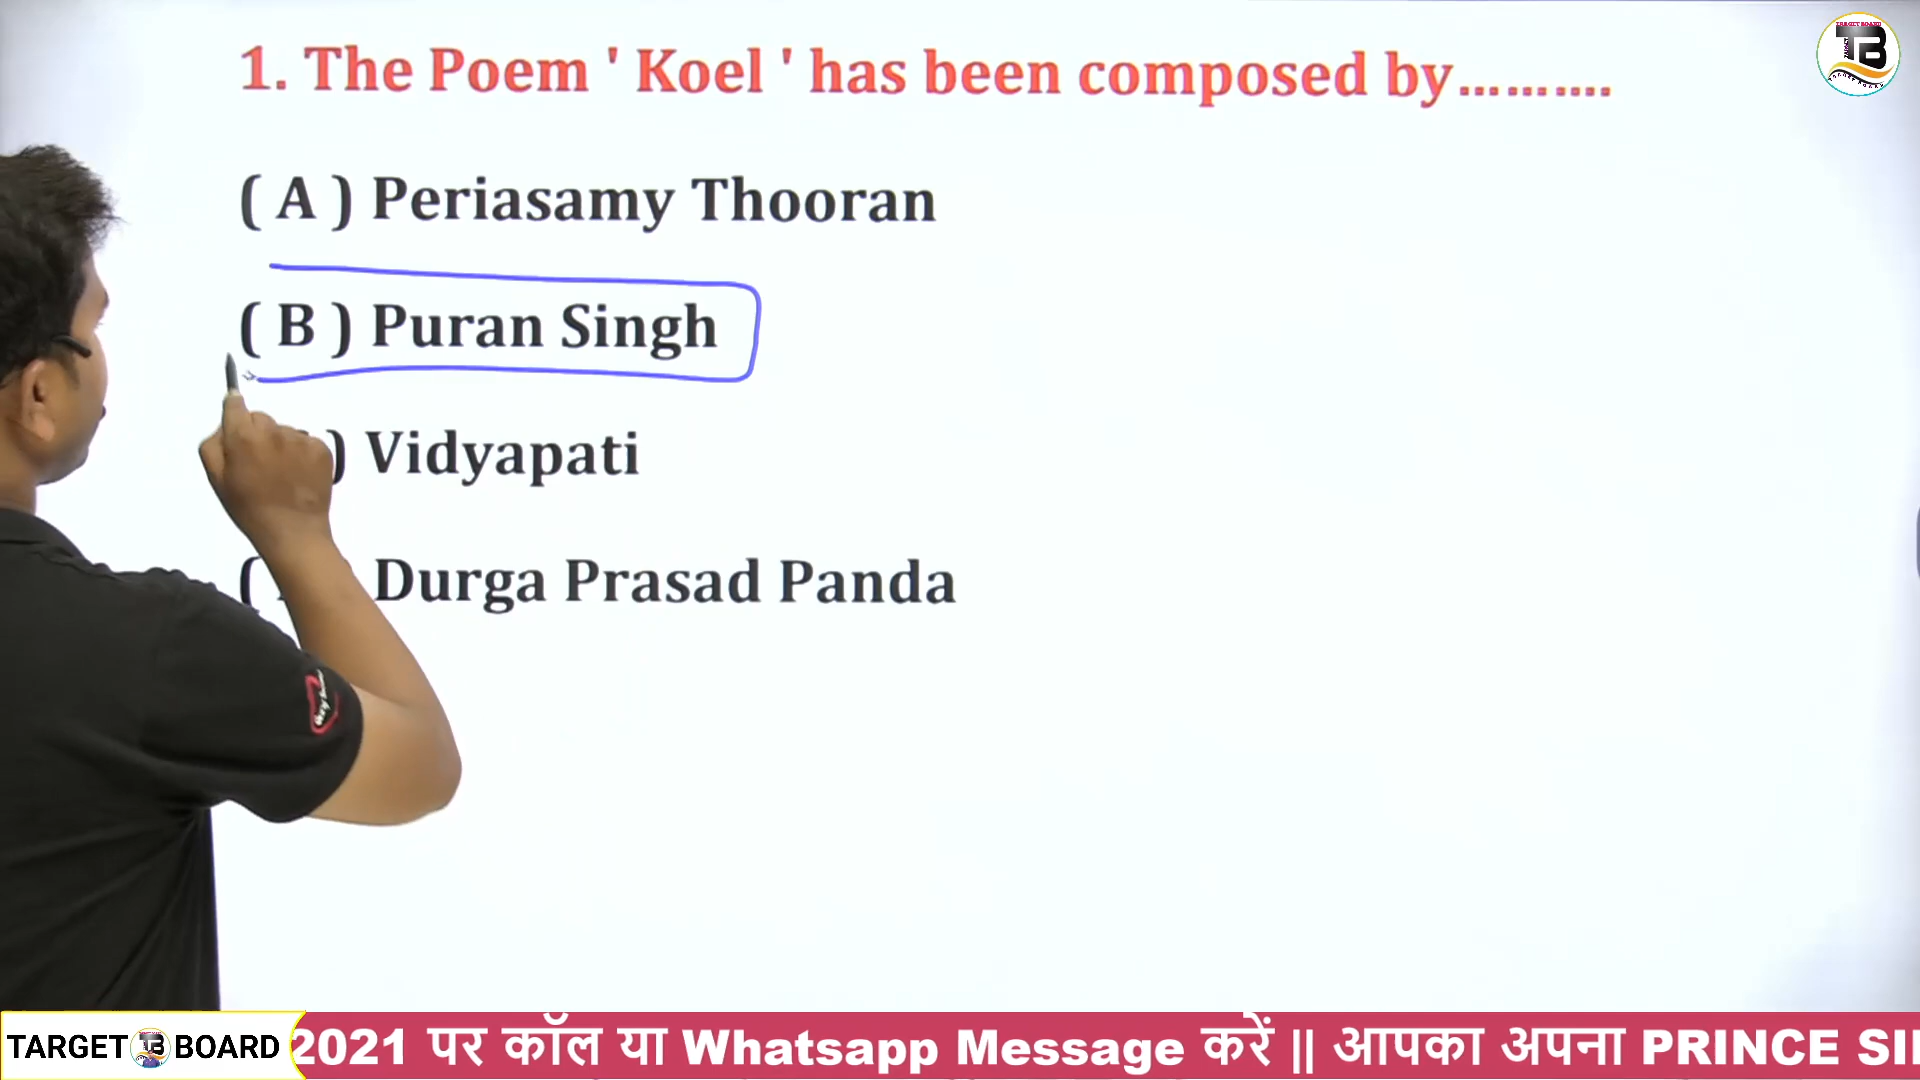 1. The Poem ' Koel ' has been composed by..........
( A ) Periasamy Thooran
( B ) Puran Singh
) Vidyapati
( Durga Prasad Panda
TARGET BOARD
2021 पर कॉल या Whatsapp Message करें || आपका अपना PRINCE SI